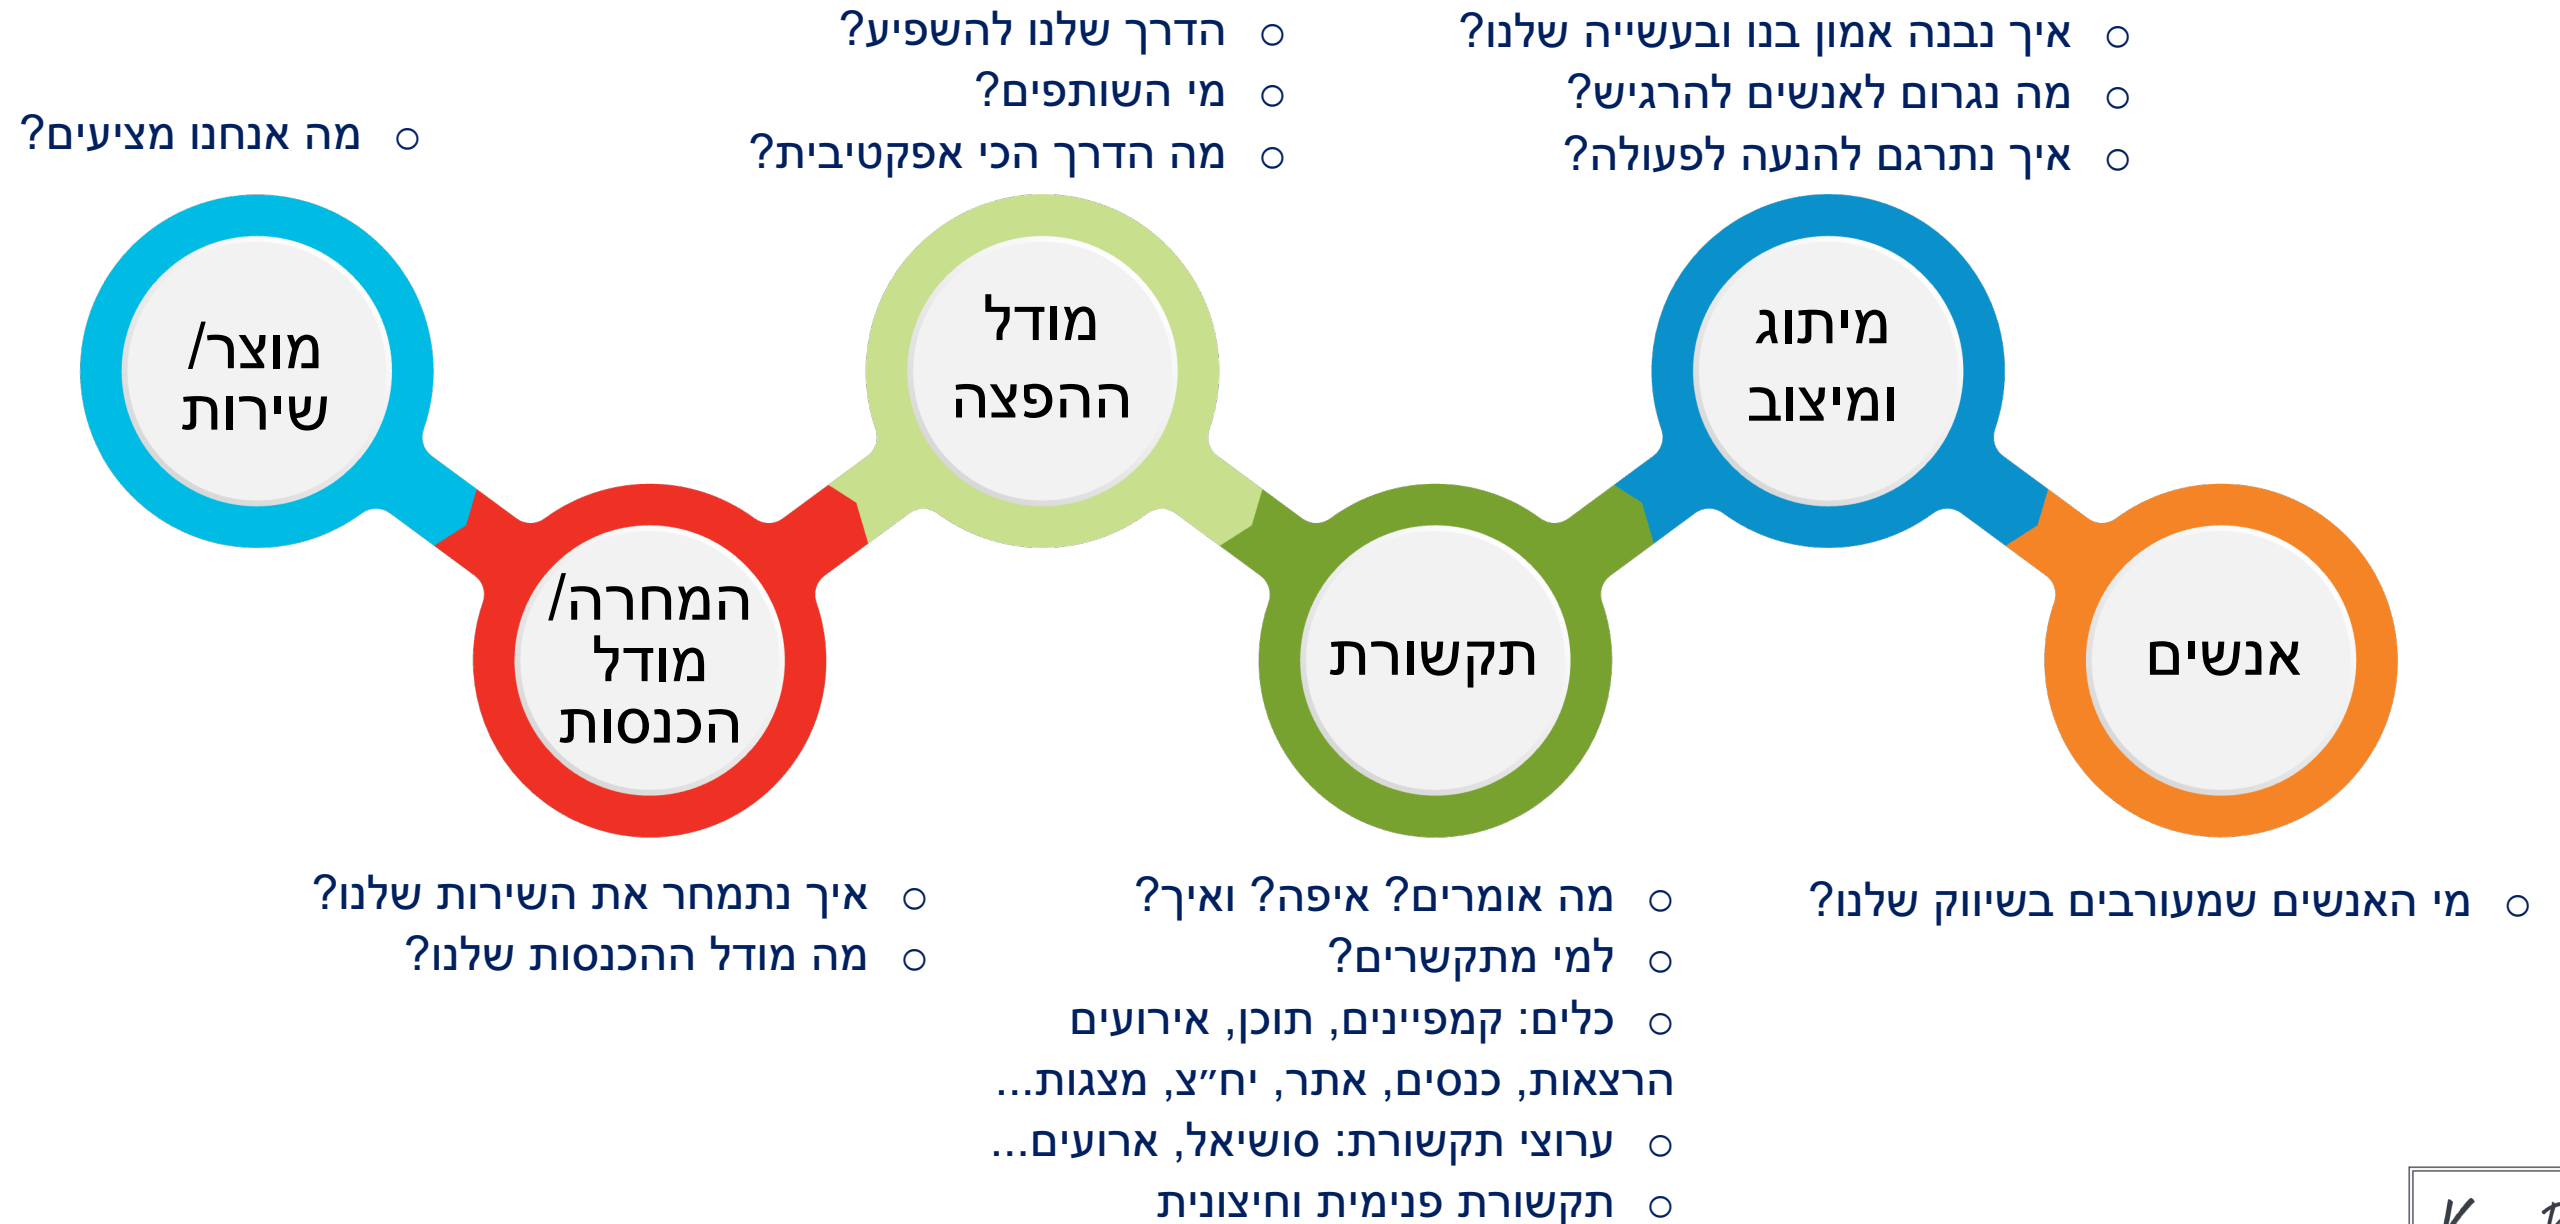 איך נבנה אמון בנו ובעשייה שלנו?
מה נגרום לאנשים להרגיש?
איך נתרגם להנעה לפעולה?
הדרך שלנו להשפיע?
מי השותפים?
מה הדרך הכי אפקטיבית?
מה אנחנו מציעים?
מוצר/
שירות
המחרה/
מודל
הכנסות
מודל
ההפצה
תקשורת
מיתוג
ומיצוב
אנשים
איך נתמחר את השירות שלנו?
מה מודל ההכנסות שלנו?
מה אומרים? איפה? ואיך?
למי מתקשרים?
כלים: קמפיינים, תוכן, אירועים
הרצאות, כנסים, אתר, יח״צ, מצגות...
ערוצי תקשורת: סושיאל, ארועים...
תקשורת פנימית וחיצונית
מי האנשים שמעורבים בשיווק שלנו?